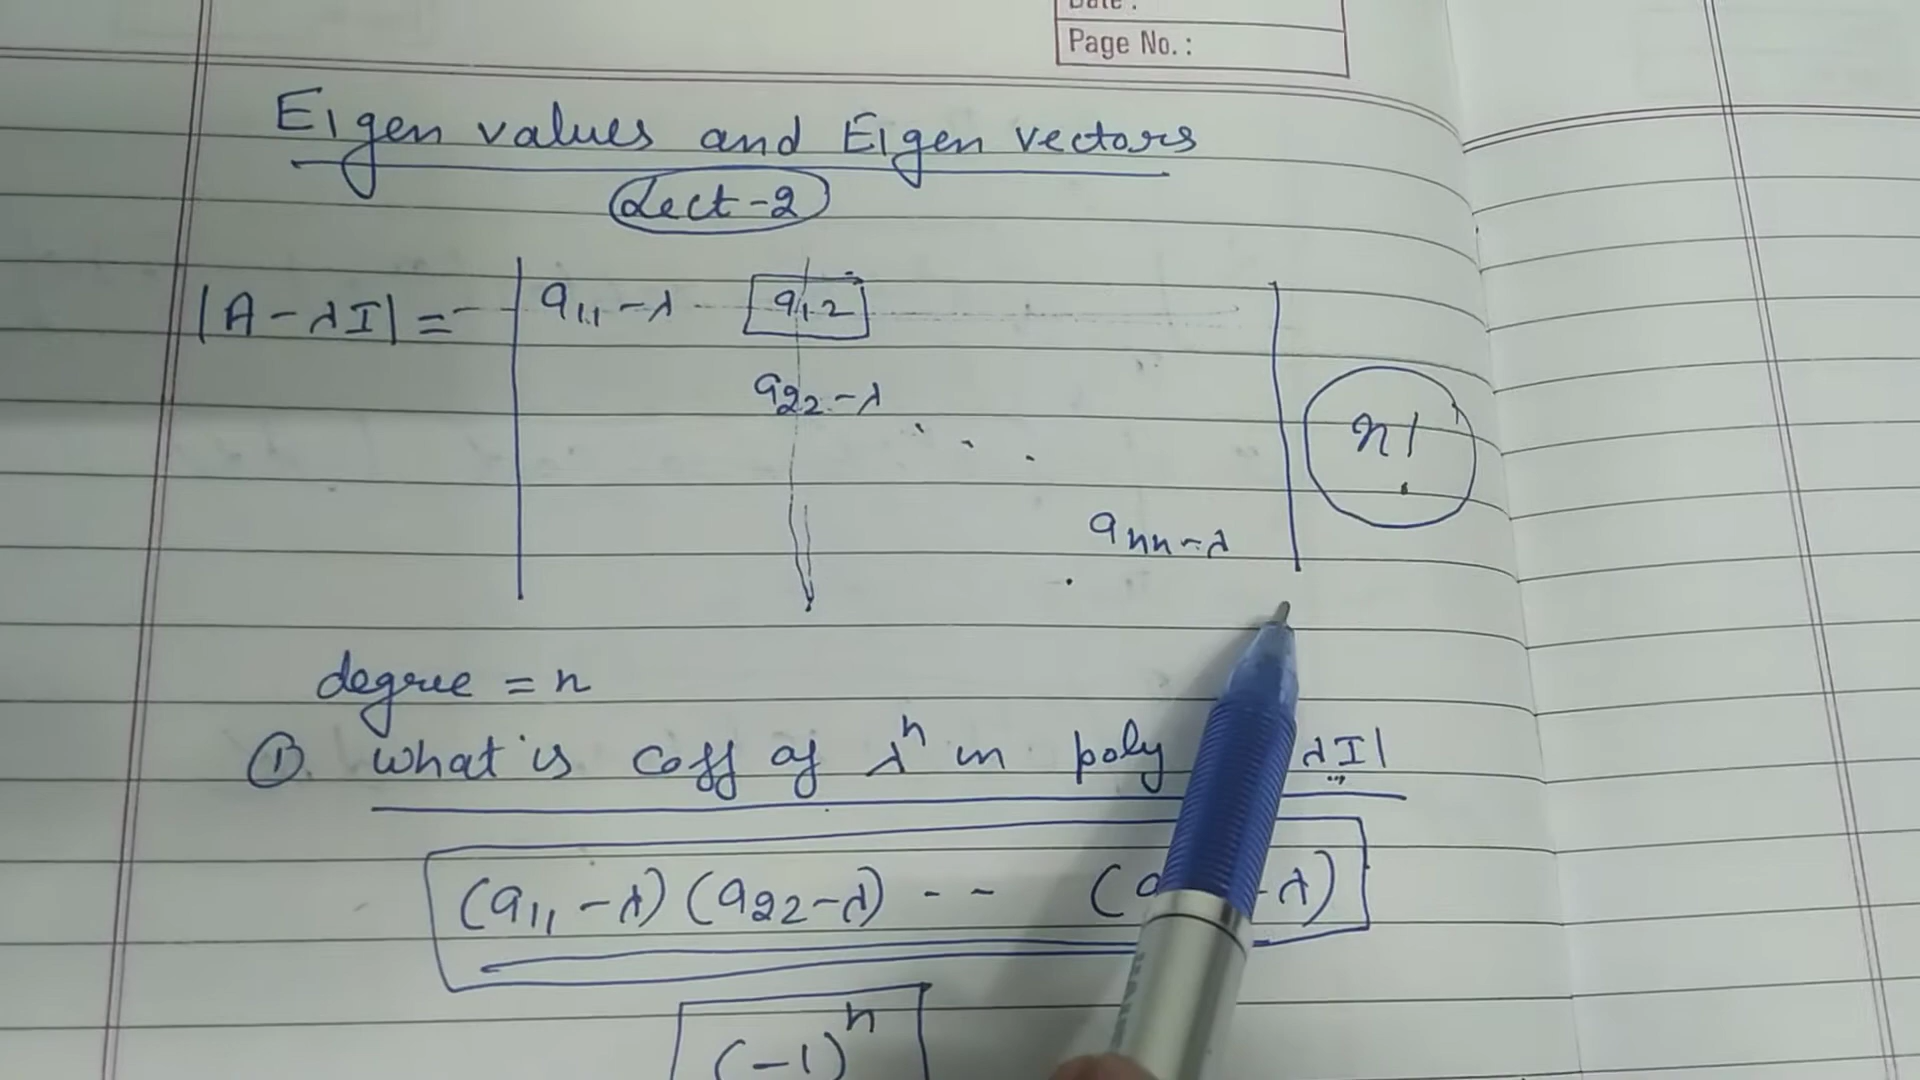 Date :
Page No. :
Eigen values and Eigen vectors
Lect-2
|A - λI| = a11-λ a12
a22-λ
n!
ann-λ
degree = n
① what is coff of λ^n in poly λI|
(a11-λ)(a22-λ) - - (a -λ)
(-1)^n